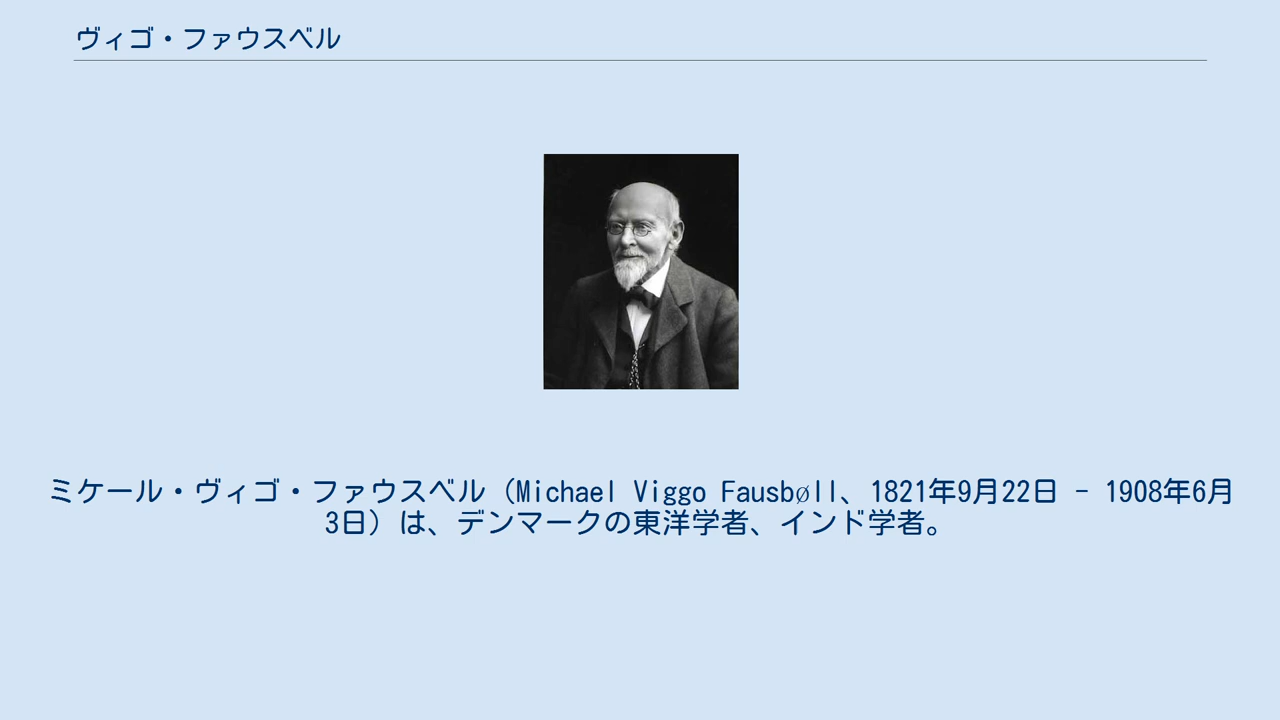 ヴィゴ・ファウスベル
ミケール・ヴィゴ・ファウスベル（Michael Viggo Fausbøll、1821年9月22日 - 1908年6月
3日）は、デンマークの東洋学者、インド学者。